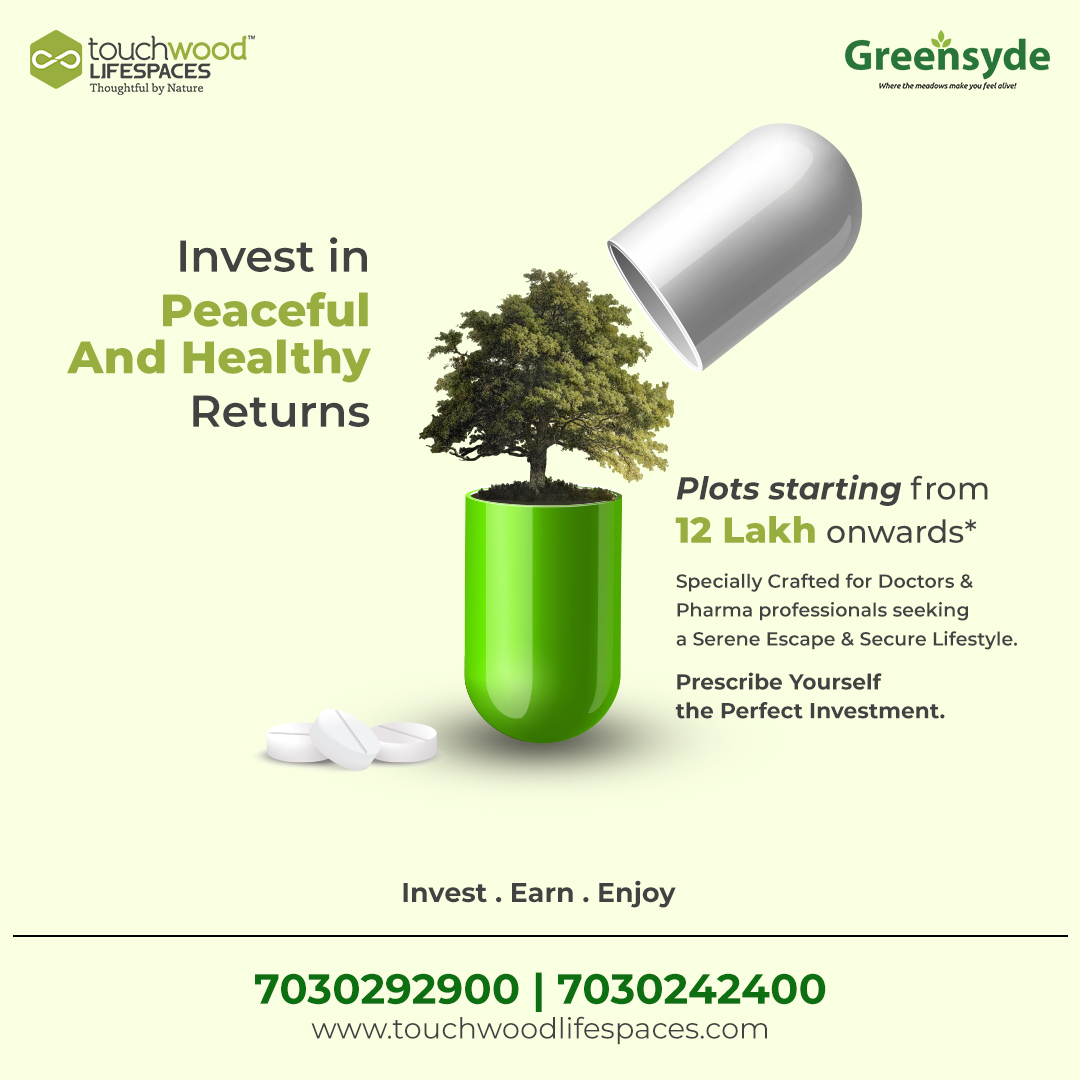 touchwood™
LIFESPACES
Thoughtful by Nature
Greensyde
Where the meadows make you feel alive!
Invest in
Peaceful
And Healthy
Returns
Plots starting from
12 Lakh onwards*
Specially Crafted for Doctors &
Pharma professionals seeking
a Serene Escape & Secure Lifestyle.
Prescribe Yourself
the Perfect Investment.
Invest . Earn . Enjoy
7030292900 | 7030242400
www.touchwoodlifespaces.com